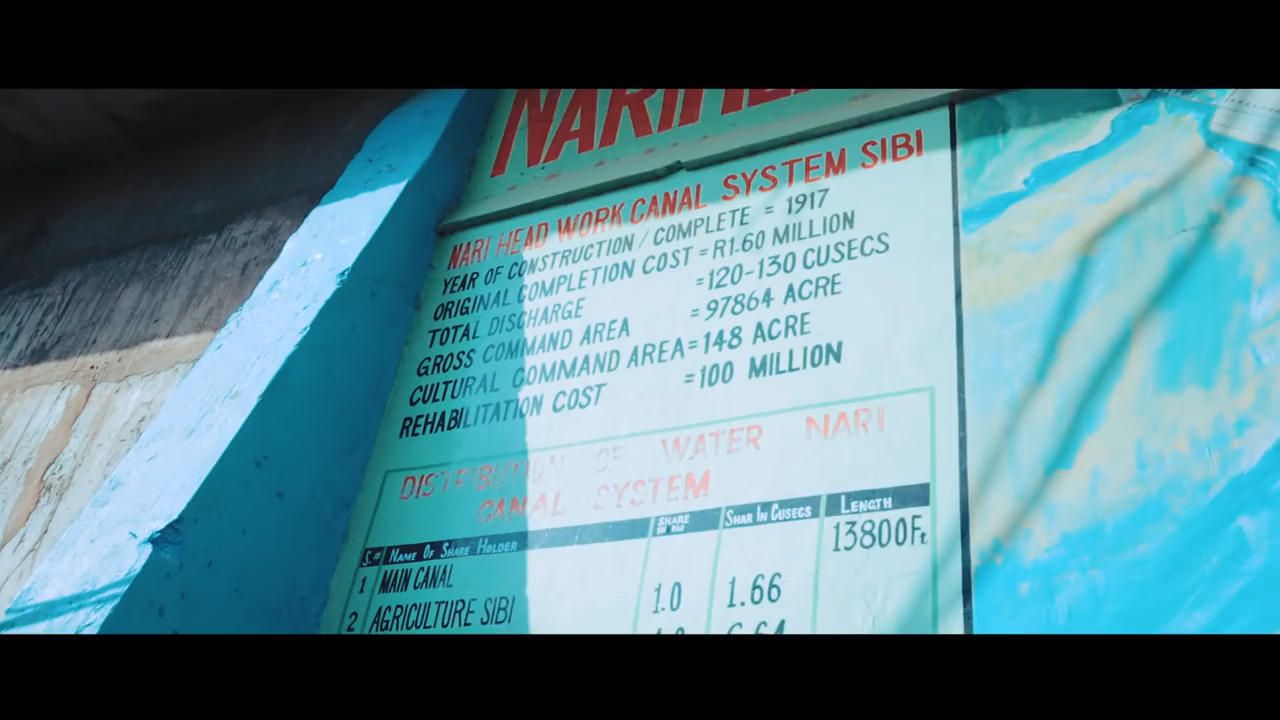 NARI HEAD WORK CANAL SYSTEM SIBI
YEAR OF CONSTRUCTION / COMPLETE = 1917
ORIGINAL COMPLETION COST = R1.60 MILLION
TOTAL DISCHARGE =120-130 CUSECS
GROSS COMMAND AREA = 97864 ACRE
CULTURAL COMMAND AREA=148 ACRE
REHABILITATION COST =100 MILLION
DISTRIBUTION OF WATER NARI
CANAL SYSTEM
S.# NAME OF SHARE HOLDER SHARE IN PAO SHAR IN CUSECS LENGTH
1 MAIN CANAL 13800Ft
2 AGRICULTURE SIBI 1.0 1.66